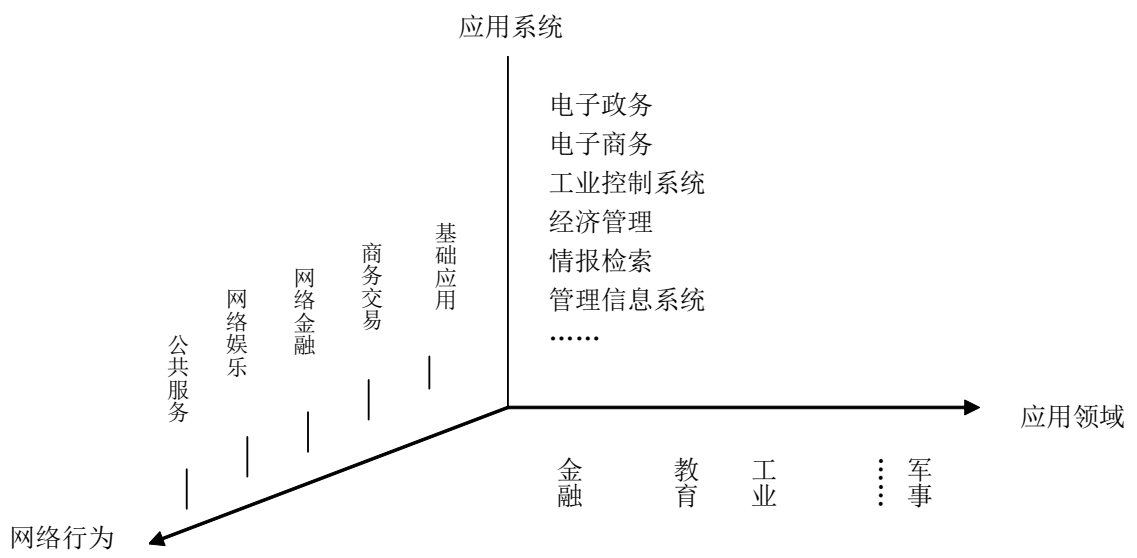 应用系统
电子政务
电子商务
工业控制系统
经济管理
情报检索
管理信息系统
……
基础应用
商务交易
网络金融
网络娱乐
公共服务
应用领域
金融
教育
工业
……
军事
网络行为